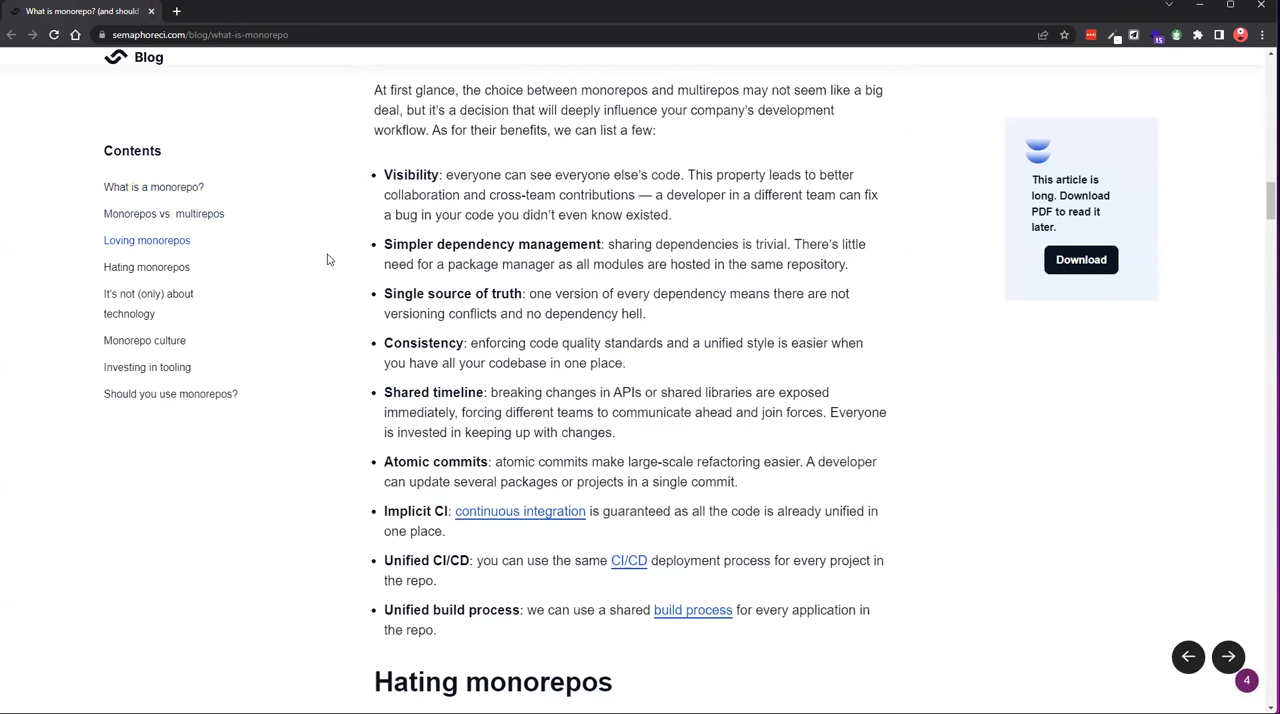 What is monorepo? (and should
semaphoreci.com/blog/what-is-monorepo
15
Blog
Contents
What is a monorepo?
Monorepos vs multirepos
Loving monorepos
Hating monorepos
It's not (only) about
technology
Monorepo culture
Investing in tooling
Should you use monorepos?
At first glance, the choice between monorepos and multirepos may not seem like a big
deal, but it's a decision that will deeply influence your company's development
workflow. As for their benefits, we can list a few:
• Visibility: everyone can see everyone else's code. This property leads to better
collaboration and cross-team contributions — a developer in a different team can fix
a bug in your code you didn't even know existed.
• Simpler dependency management: sharing dependencies is trivial. There's little
need for a package manager as all modules are hosted in the same repository.
• Single source of truth: one version of every dependency means there are not
versioning conflicts and no dependency hell.
• Consistency: enforcing code quality standards and a unified style is easier when
you have all your codebase in one place.
• Shared timeline: breaking changes in APIs or shared libraries are exposed
immediately, forcing different teams to communicate ahead and join forces. Everyone
is invested in keeping up with changes.
• Atomic commits: atomic commits make large-scale refactoring easier. A developer
can update several packages or projects in a single commit.
• Implicit CI: continuous integration is guaranteed as all the code is already unified in
one place.
• Unified CI/CD: you can use the same CI/CD deployment process for every project in
the repo.
• Unified build process: we can use a shared build process for every application in
the repo.
Hating monorepos
This article is
long. Download
PDF to read it
later.
Download
4